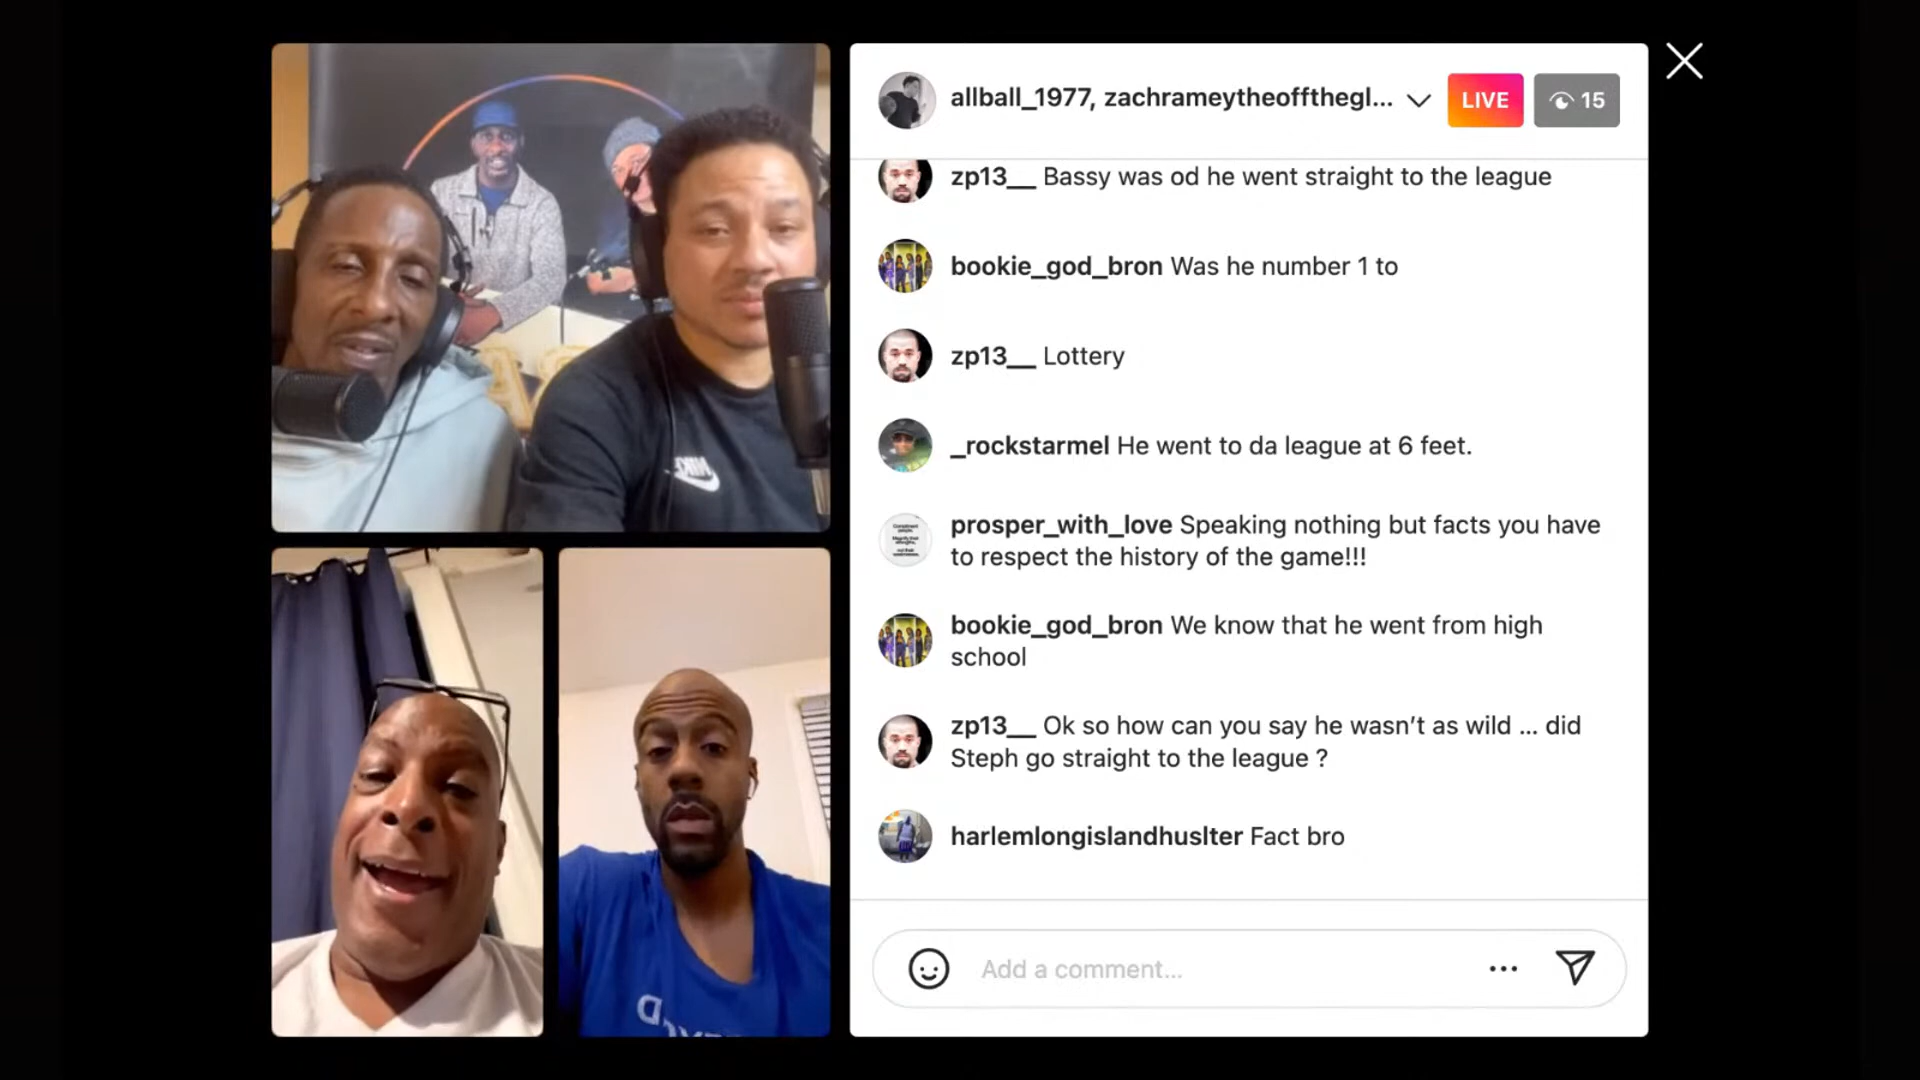 allball_1977, zachrameytheoffthegl...
LIVE
15
zp13__ Bassy was od he went straight to the league
bookie_god_bron Was he number 1 to
zp13__ Lottery
_rockstarmel He went to da league at 6 feet.
prosper_with_love Speaking nothing but facts you have
to respect the history of the game!!!
bookie_god_bron We know that he went from high
school
zp13__ Ok so how can you say he wasn't as wild ... did
Steph go straight to the league ?
harlemlongislandhuslter Fact bro
Add a comment...